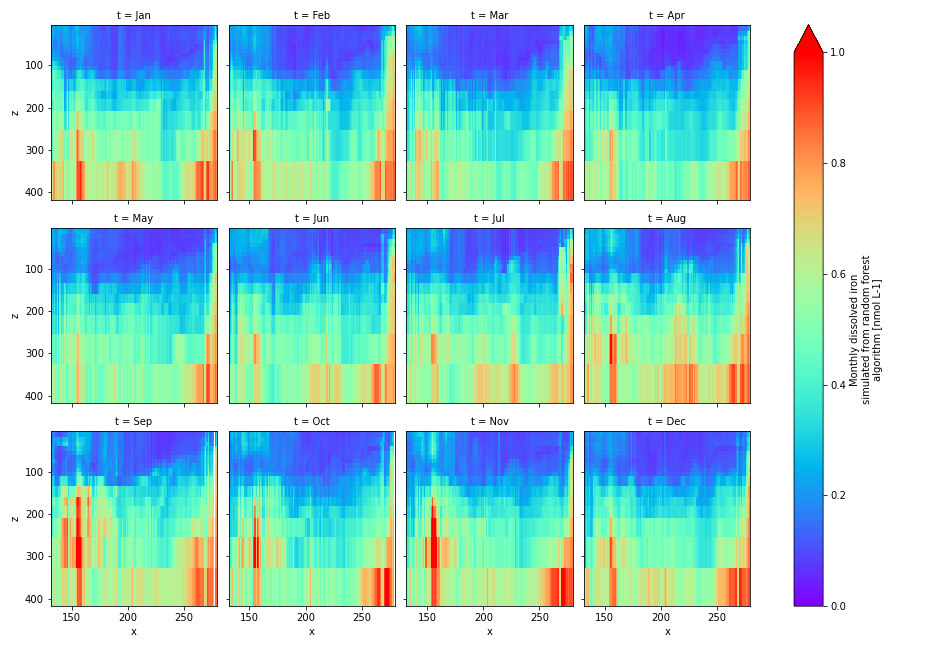 t = Jan
t = Feb
t = Mar
t = Apr
100
200
300
400
z
t = May
t = Jun
t = Jul
t = Aug
100
200
300
400
z
t = Sep
t = Oct
t = Nov
t = Dec
100
200
300
400
z
150
200
250
150
200
250
150
200
250
150
200
250
x
x
x
x
1.0
0.8
0.6
0.4
0.2
0.0
Monthly dissolved iron
simulated from random forest
algorithm [nmol L-1]